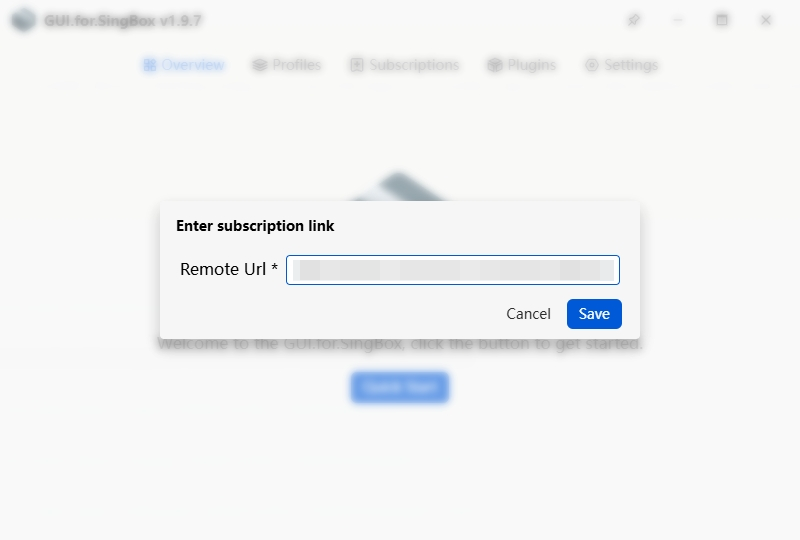 GUI.for.SingBox v1.9.7
Overview Profiles Subscriptions Plugins Settings
Enter subscription link
Remote Url *
Cancel Save
Welcome to the GUI.for.SingBox, click the button to get started.
Quick Start